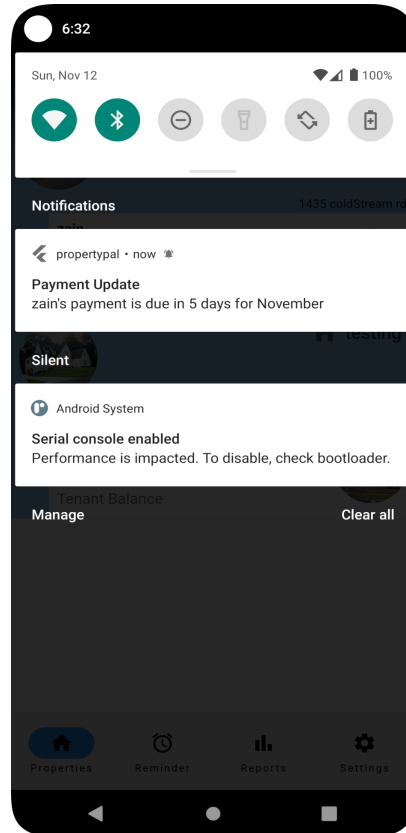 6:32
Sun, Nov 12
100%
Notifications
1435 coldStream rd
zain
propertypal • now
Payment Update
zain's payment is due in 5 days for November
testing
Silent
Android System
Serial console enabled
Performance is impacted. To disable, check bootloader.
Tenant Balance
Manage
Clear all
Properties
Reminder
Reports
Settings